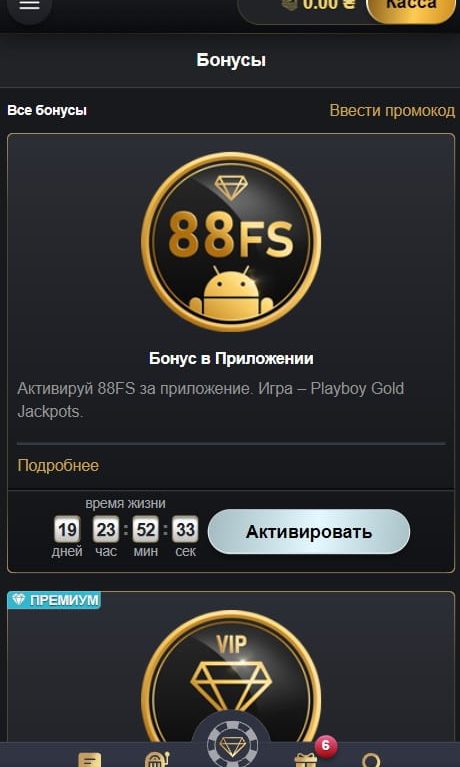 0.00 ₴
Касса
Бонусы
Все бонусы
Ввести промокод
88FS
Бонус в Приложении
Активируй 88FS за приложение. Игра – Playboy Gold
Jackpots.
Подробнее
время жизни
19 23 : 52 : 33
дней час мин сек
Активировать
ПРЕМИУМ
VIP
6